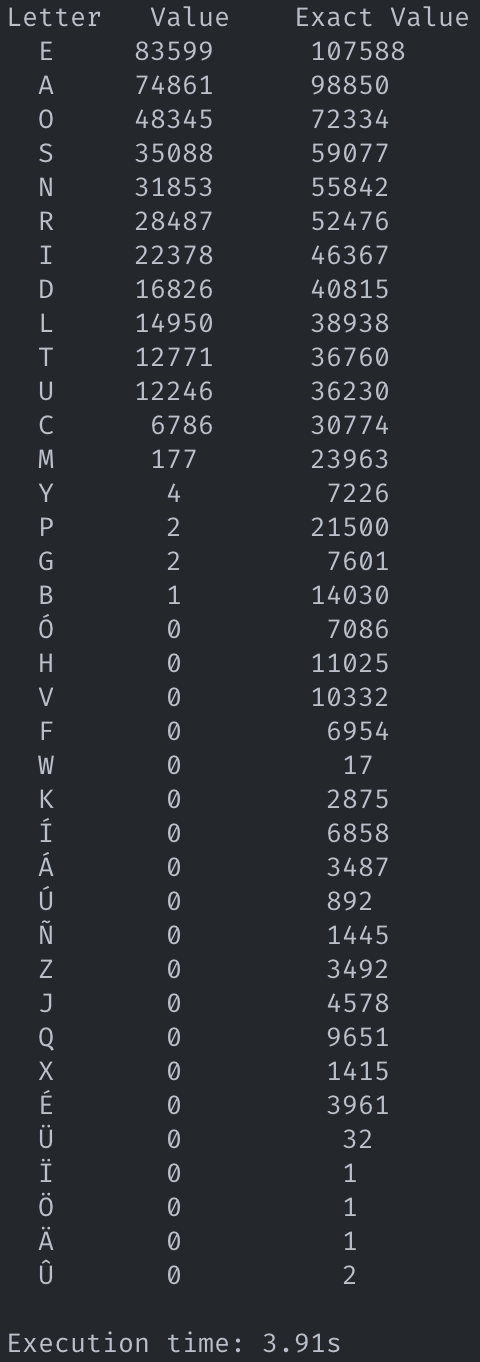 Letter Value Exact Value
E 83599 107588
A 74861 98850
O 48345 72334
S 35088 59077
N 31853 55842
R 28487 52476
I 22378 46367
D 16826 40815
L 14950 38938
T 12771 36760
U 12246 36230
C 6786 30774
M 177 23963
Y 4 7226
P 2 21500
G 2 7601
B 1 14030
Ó 0 7086
H 0 11025
V 0 10332
F 0 6954
W 0 17
K 0 2875
Í 0 6858
Á 0 3487
Ú 0 892
Ñ 0 1445
Z 0 3492
J 0 4578
Q 0 9651
X 0 1415
É 0 3961
Ü 0 32
Ï 0 1
Ö 0 1
Ä 0 1
Û 0 2
Execution time: 3.91s